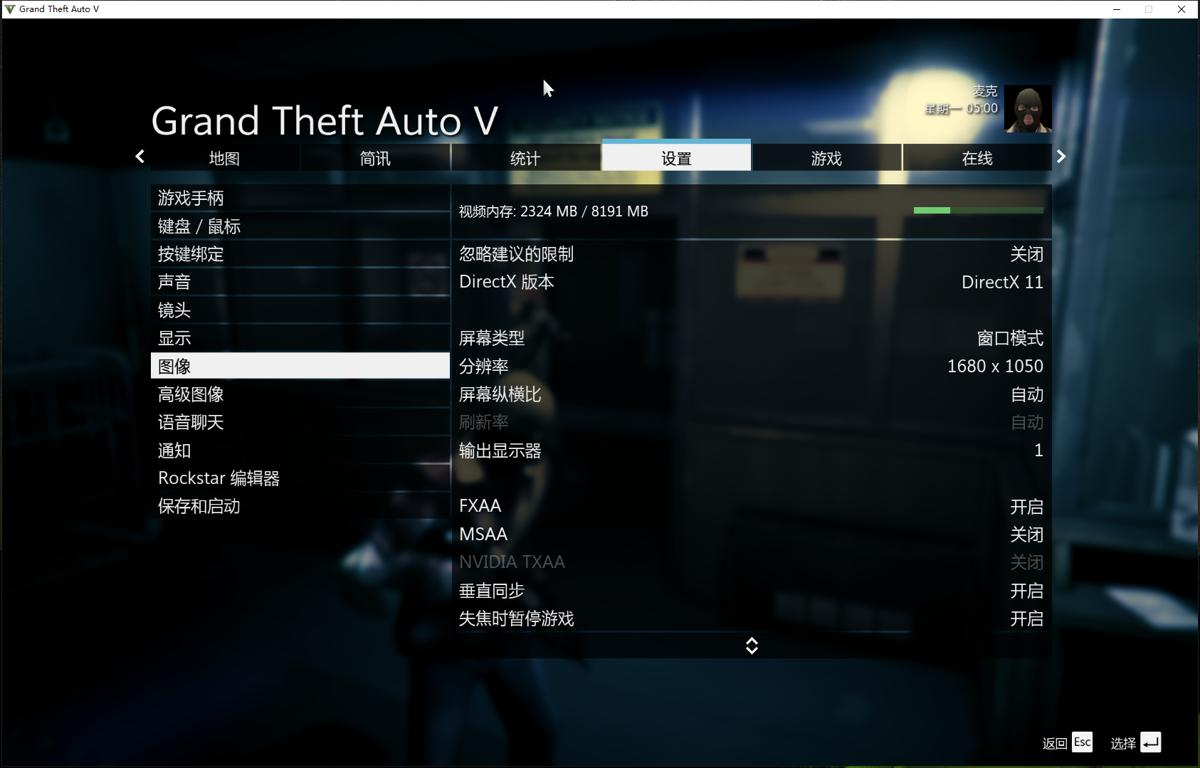 Grand Theft Auto V
麦克
星期一 05:00
Grand Theft Auto V
地图 简讯 统计 设置 游戏 在线
游戏手柄
键盘 / 鼠标
按键绑定
声音
镜头
显示
图像
高级图像
语音聊天
通知
Rockstar 编辑器
保存和启动
视频内存: 2324 MB / 8191 MB
忽略建议的限制 关闭
DirectX 版本 DirectX 11
屏幕类型 窗口模式
分辨率 1680 x 1050
屏幕纵横比 自动
刷新率 自动
输出显示器 1
FXAA 开启
MSAA 关闭
NVIDIA TXAA 关闭
垂直同步 开启
失焦时暂停游戏 开启
返回 Esc 选择